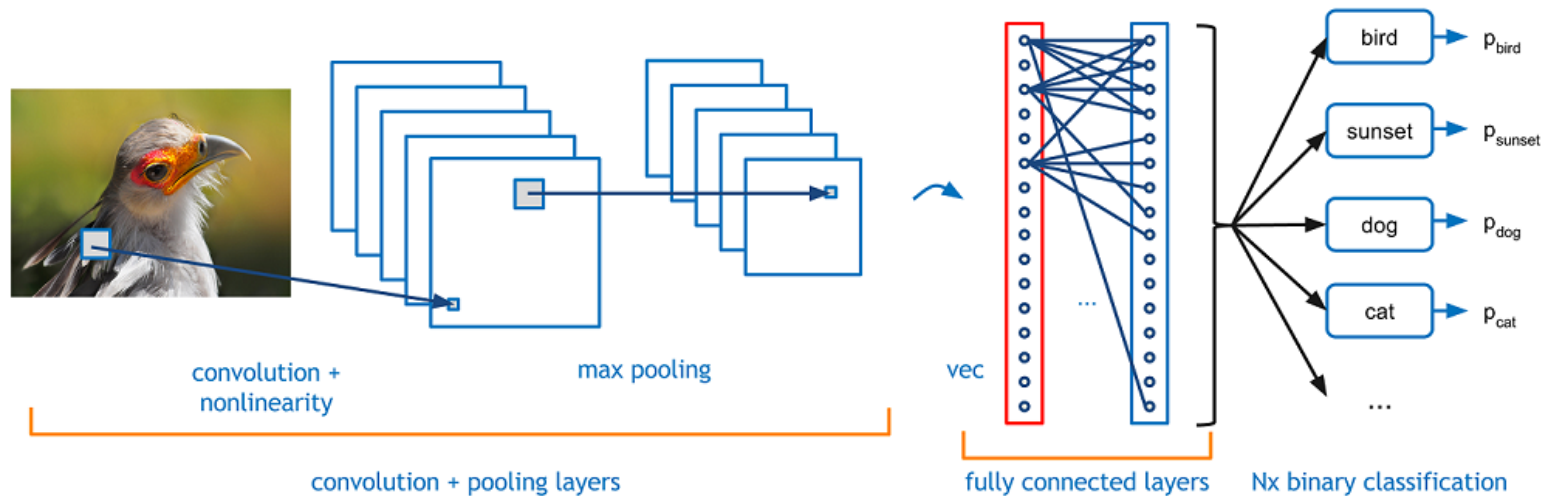 convolution +
nonlinearity
max pooling
convolution + pooling layers
vec
...
fully connected layers
bird
p_bird
sunset
p_sunset
dog
p_dog
cat
p_cat
...
Nx binary classification